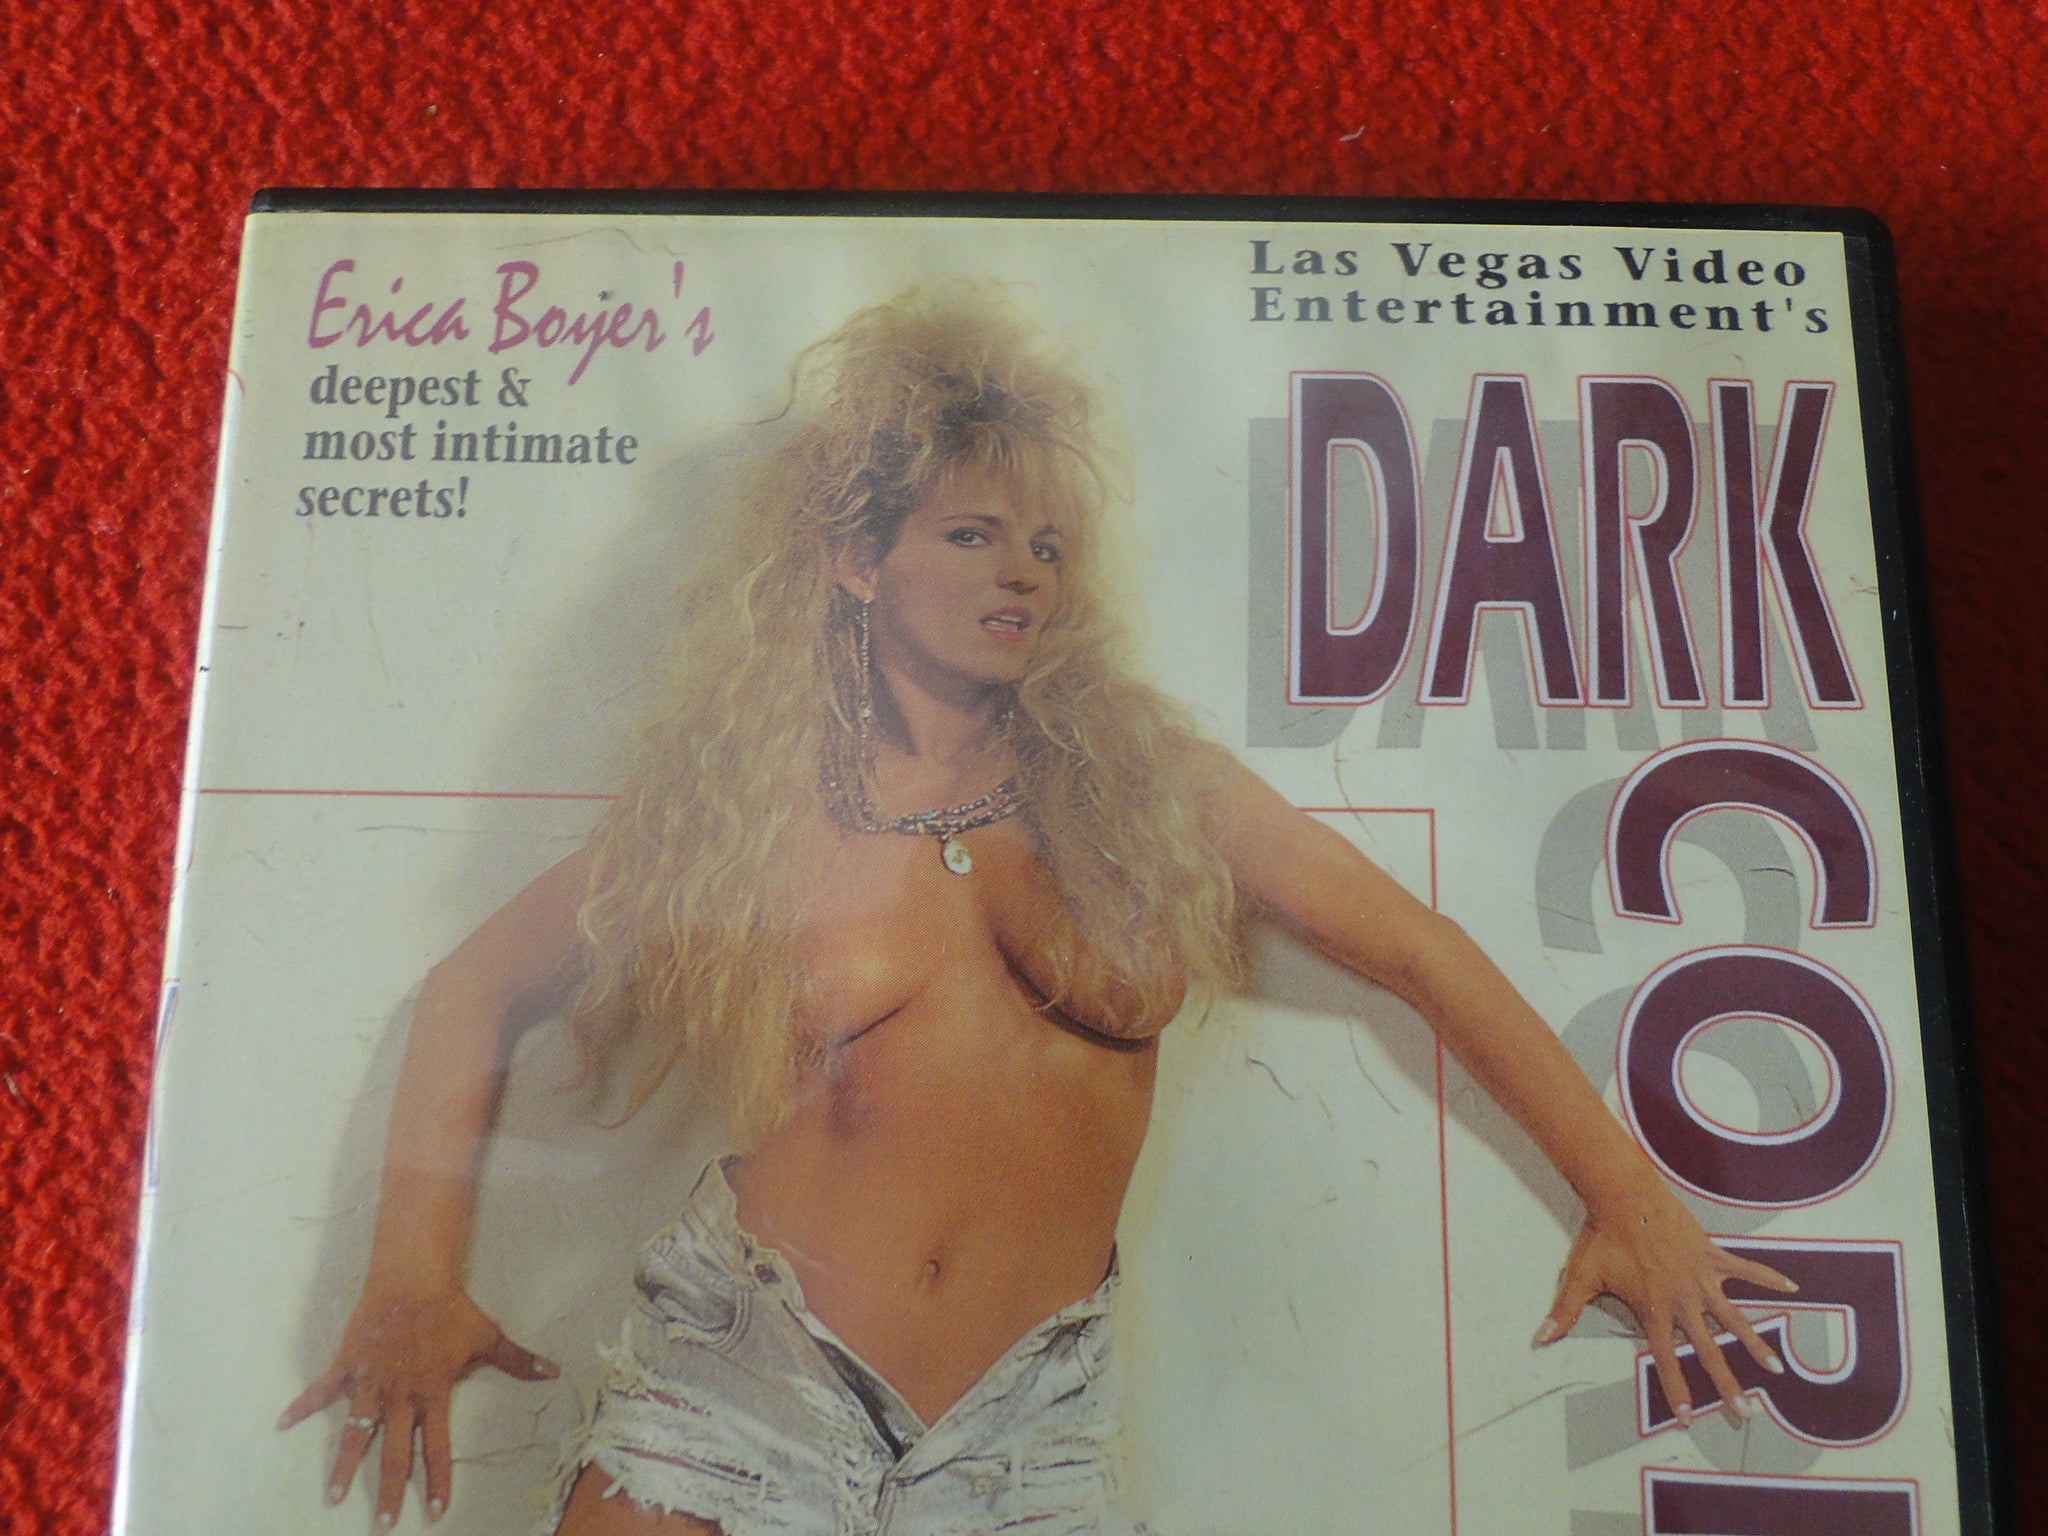 Erica Boyer's
deepest &
most intimate
secrets!
Las Vegas Video
Entertainment's
DARK